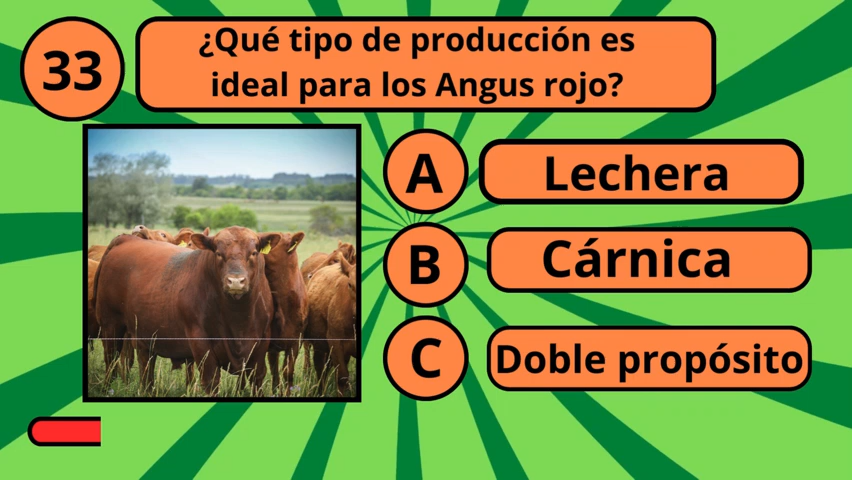 33
¿Qué tipo de producción es
ideal para los Angus rojo?
A
Lechera
B
Cárnica
C
Doble propósito